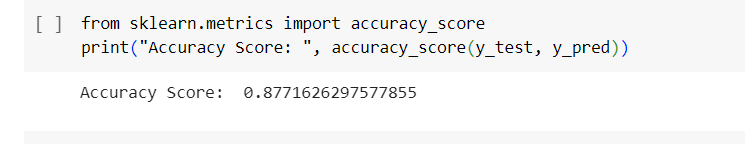 [ ] from sklearn.metrics import accuracy_score
print("Accuracy Score: ", accuracy_score(y_test, y_pred))
Accuracy Score:  0.8771626297577855